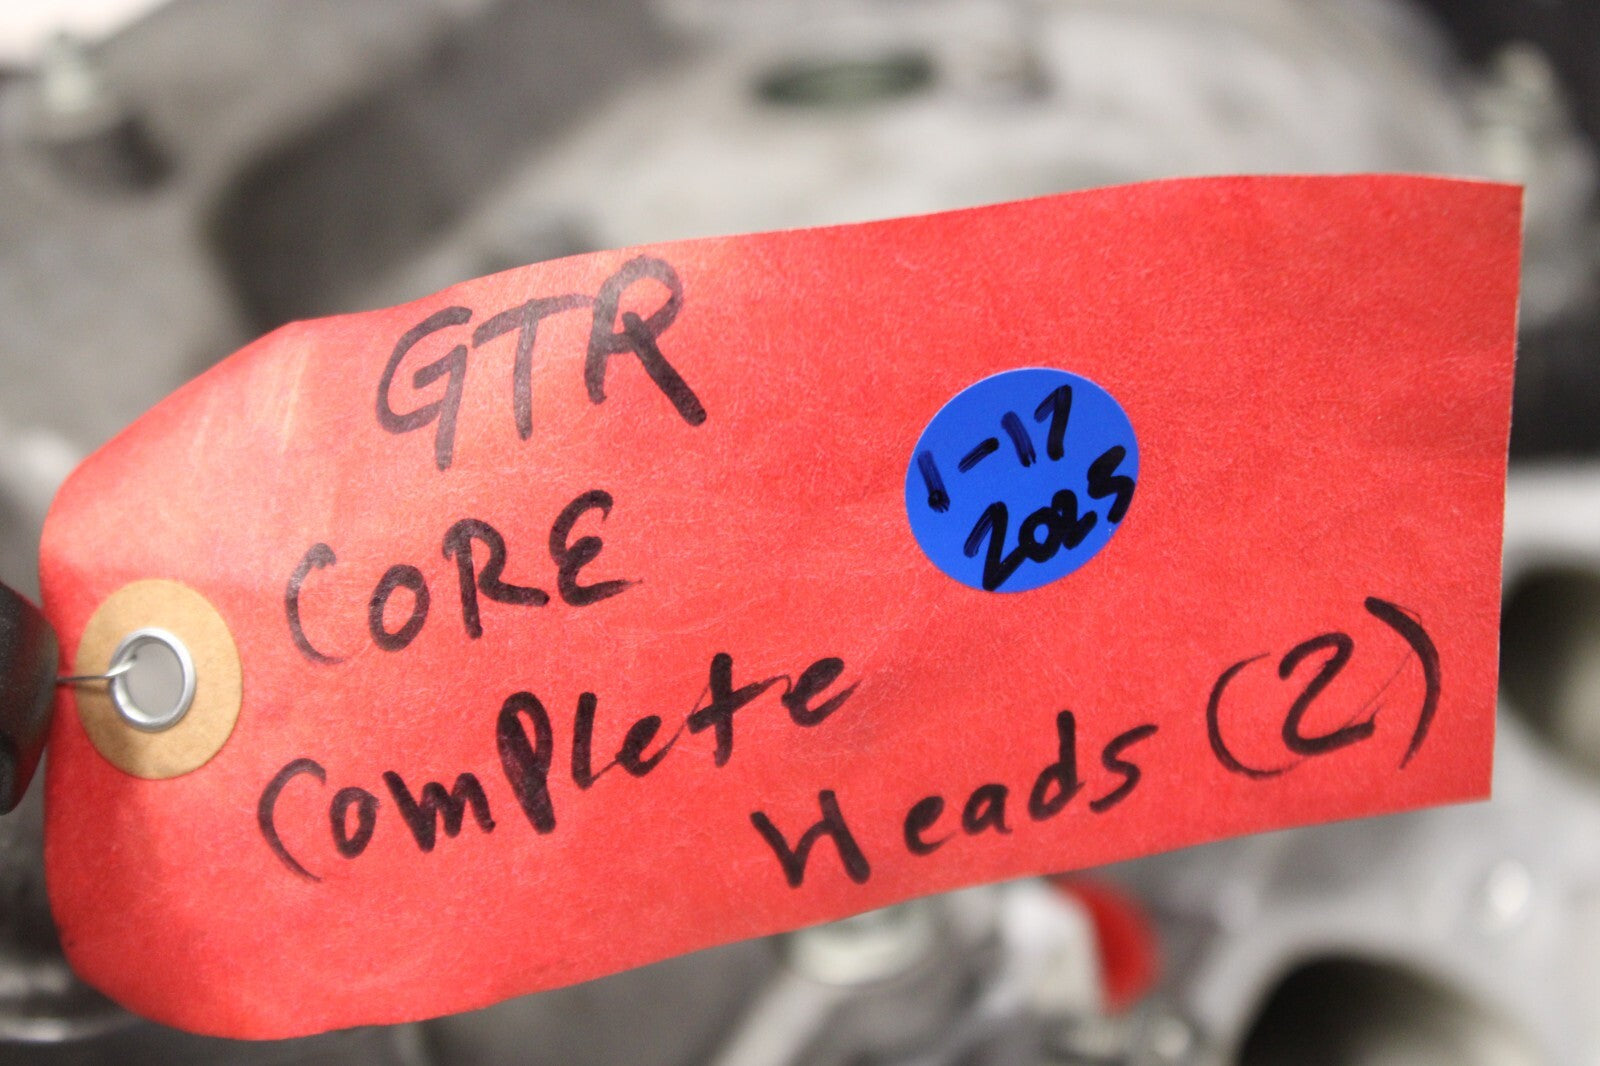 GTR
CORE
Complete
Heads (2)
1-17
2025